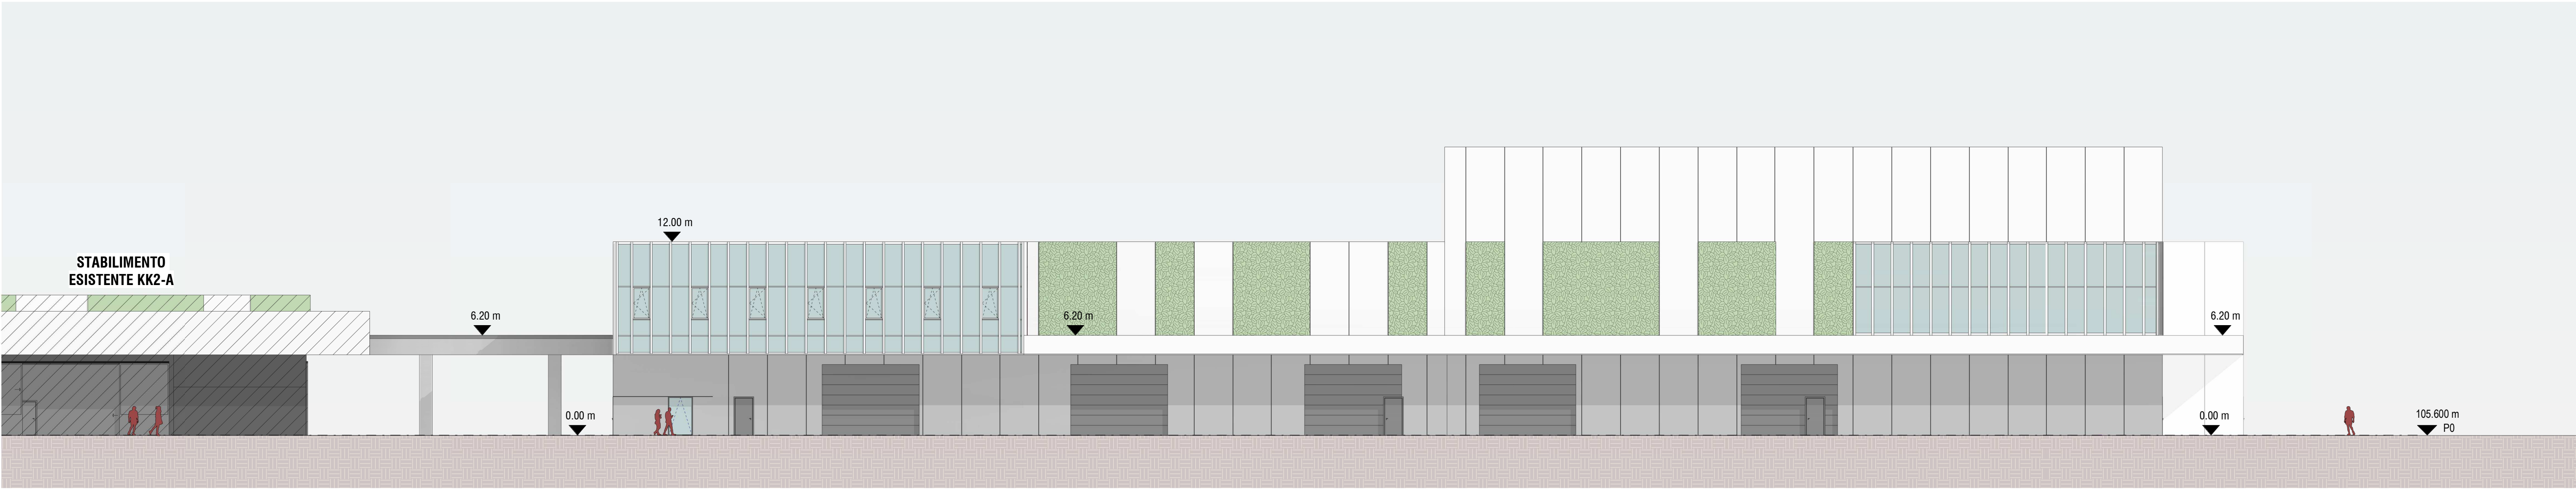 12.00 m
STABILIMENTO
ESISTENTE KK2-A
6.20 m
6.20 m
6.20 m
0.00 m
0.00 m
105.600 m
P0